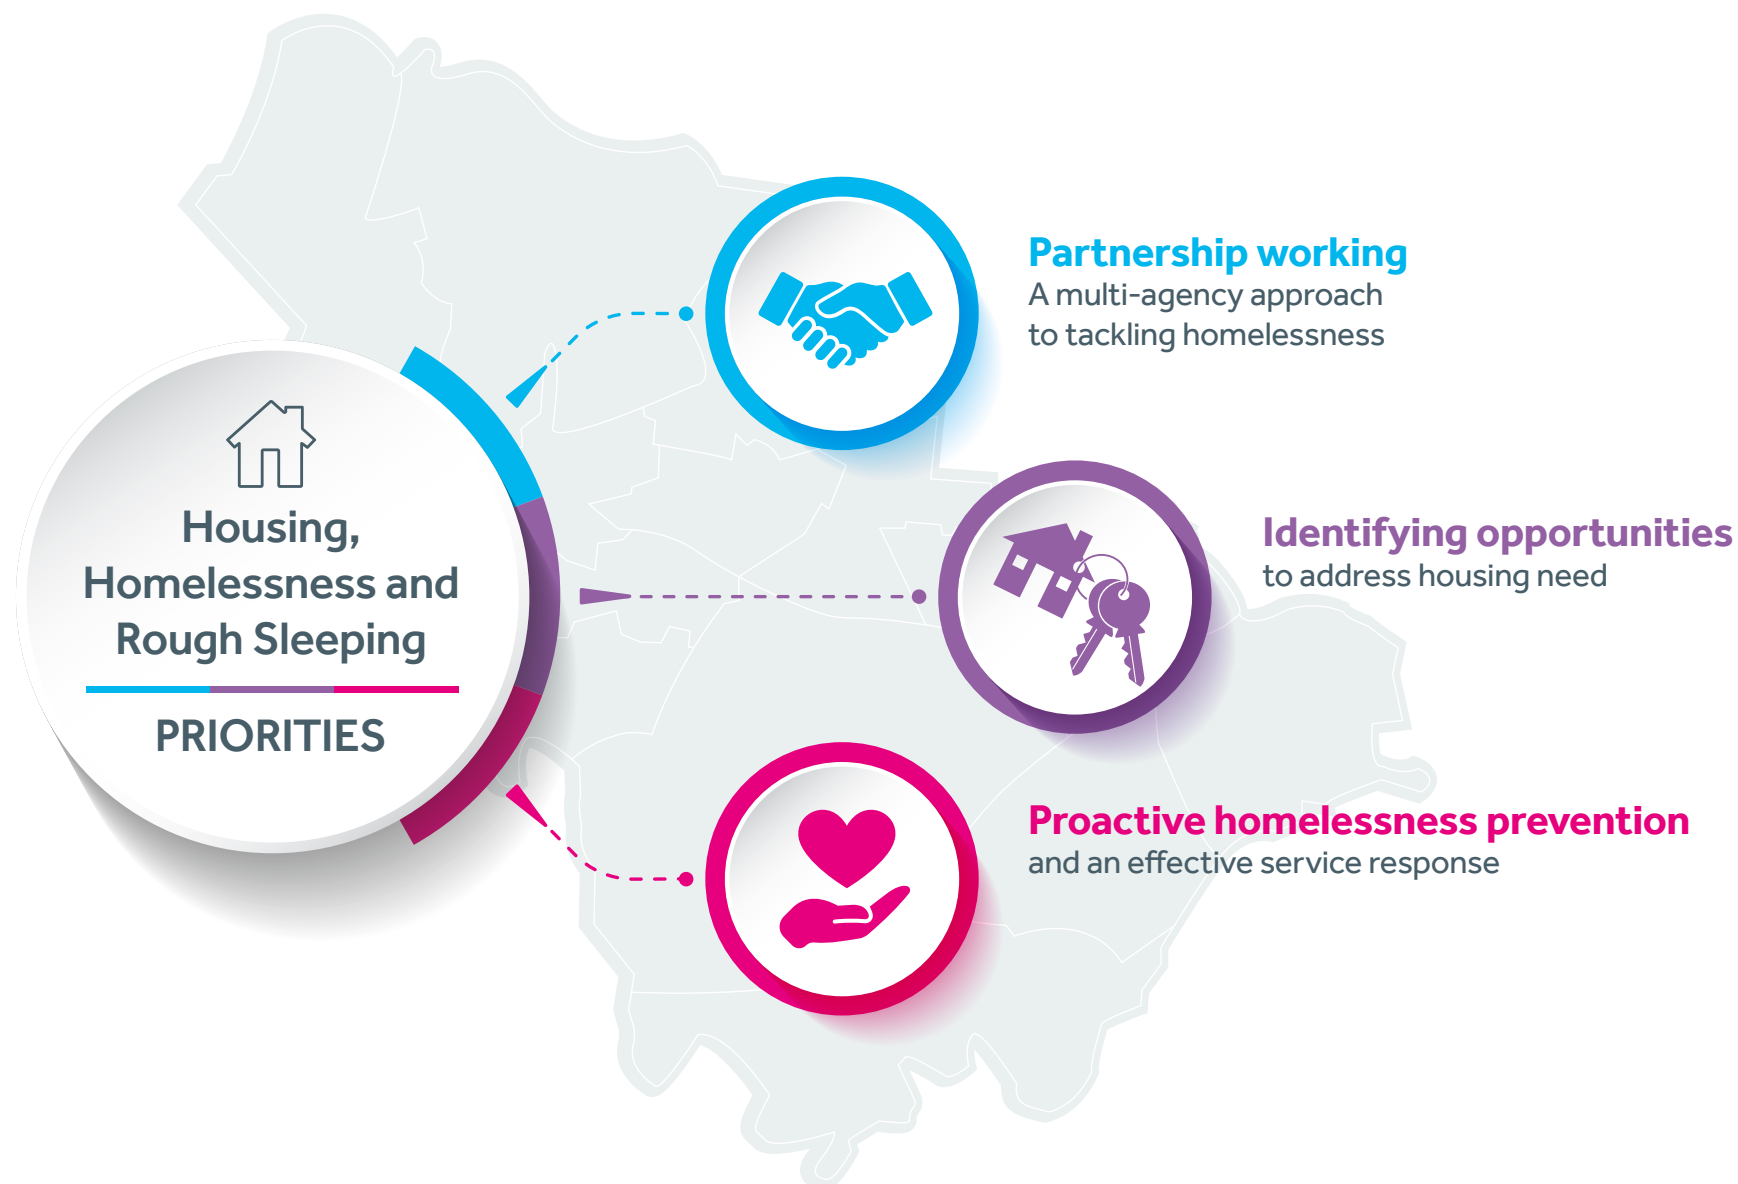 Housing,
Homelessness and
Rough Sleeping
PRIORITIES
Partnership working
A multi-agency approach
to tackling homelessness
Identifying opportunities
to address housing need
Proactive homelessness prevention
and an effective service response